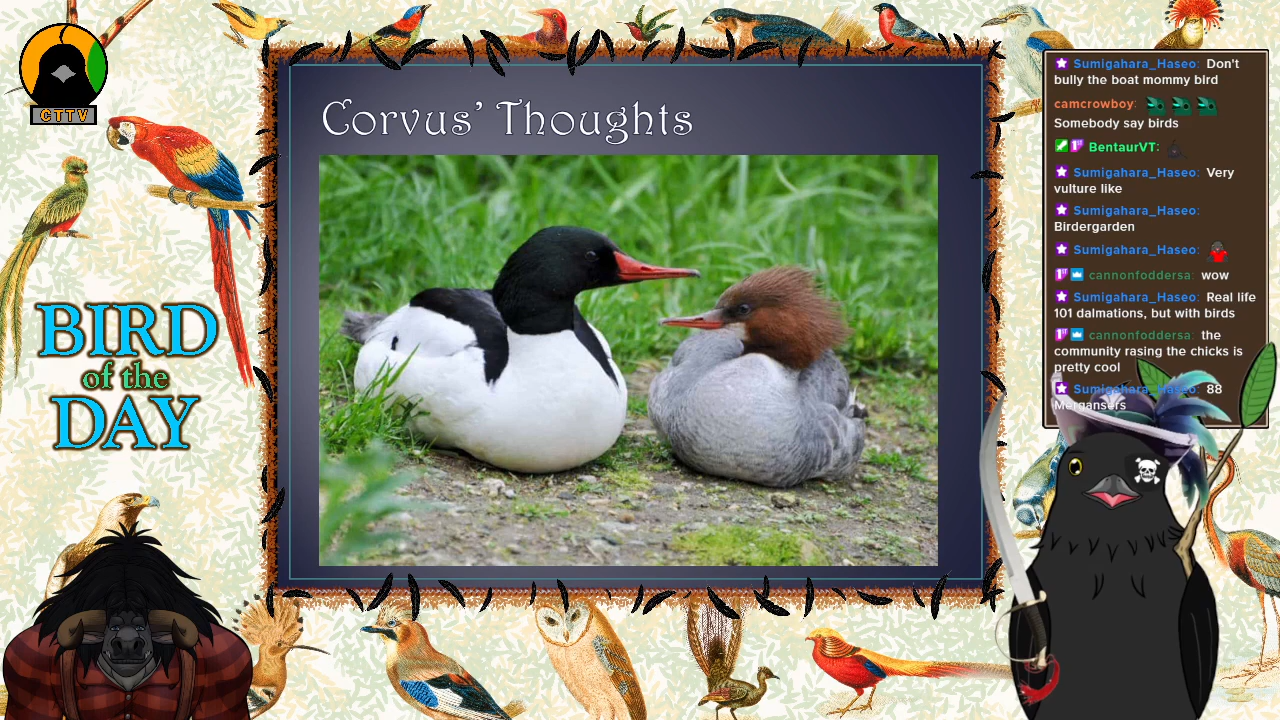 CTTV
BIRD
of the
DAY
Corvus' Thoughts
Sumigahara_Haseo: Don't
bully the boat mommy bird
camcrowboy:
Somebody say birds
BentaurVT:
Sumigahara_Haseo: Very
vulture like
Sumigahara_Haseo:
Birdergarden
Sumigahara_Haseo:
cannonfoddersa: wow
Sumigahara_Haseo: Real life
101 dalmations, but with birds
cannonfoddersa: the
community rasing the chicks is
pretty cool
Sumigahara_Haseo: 88
Mergansers